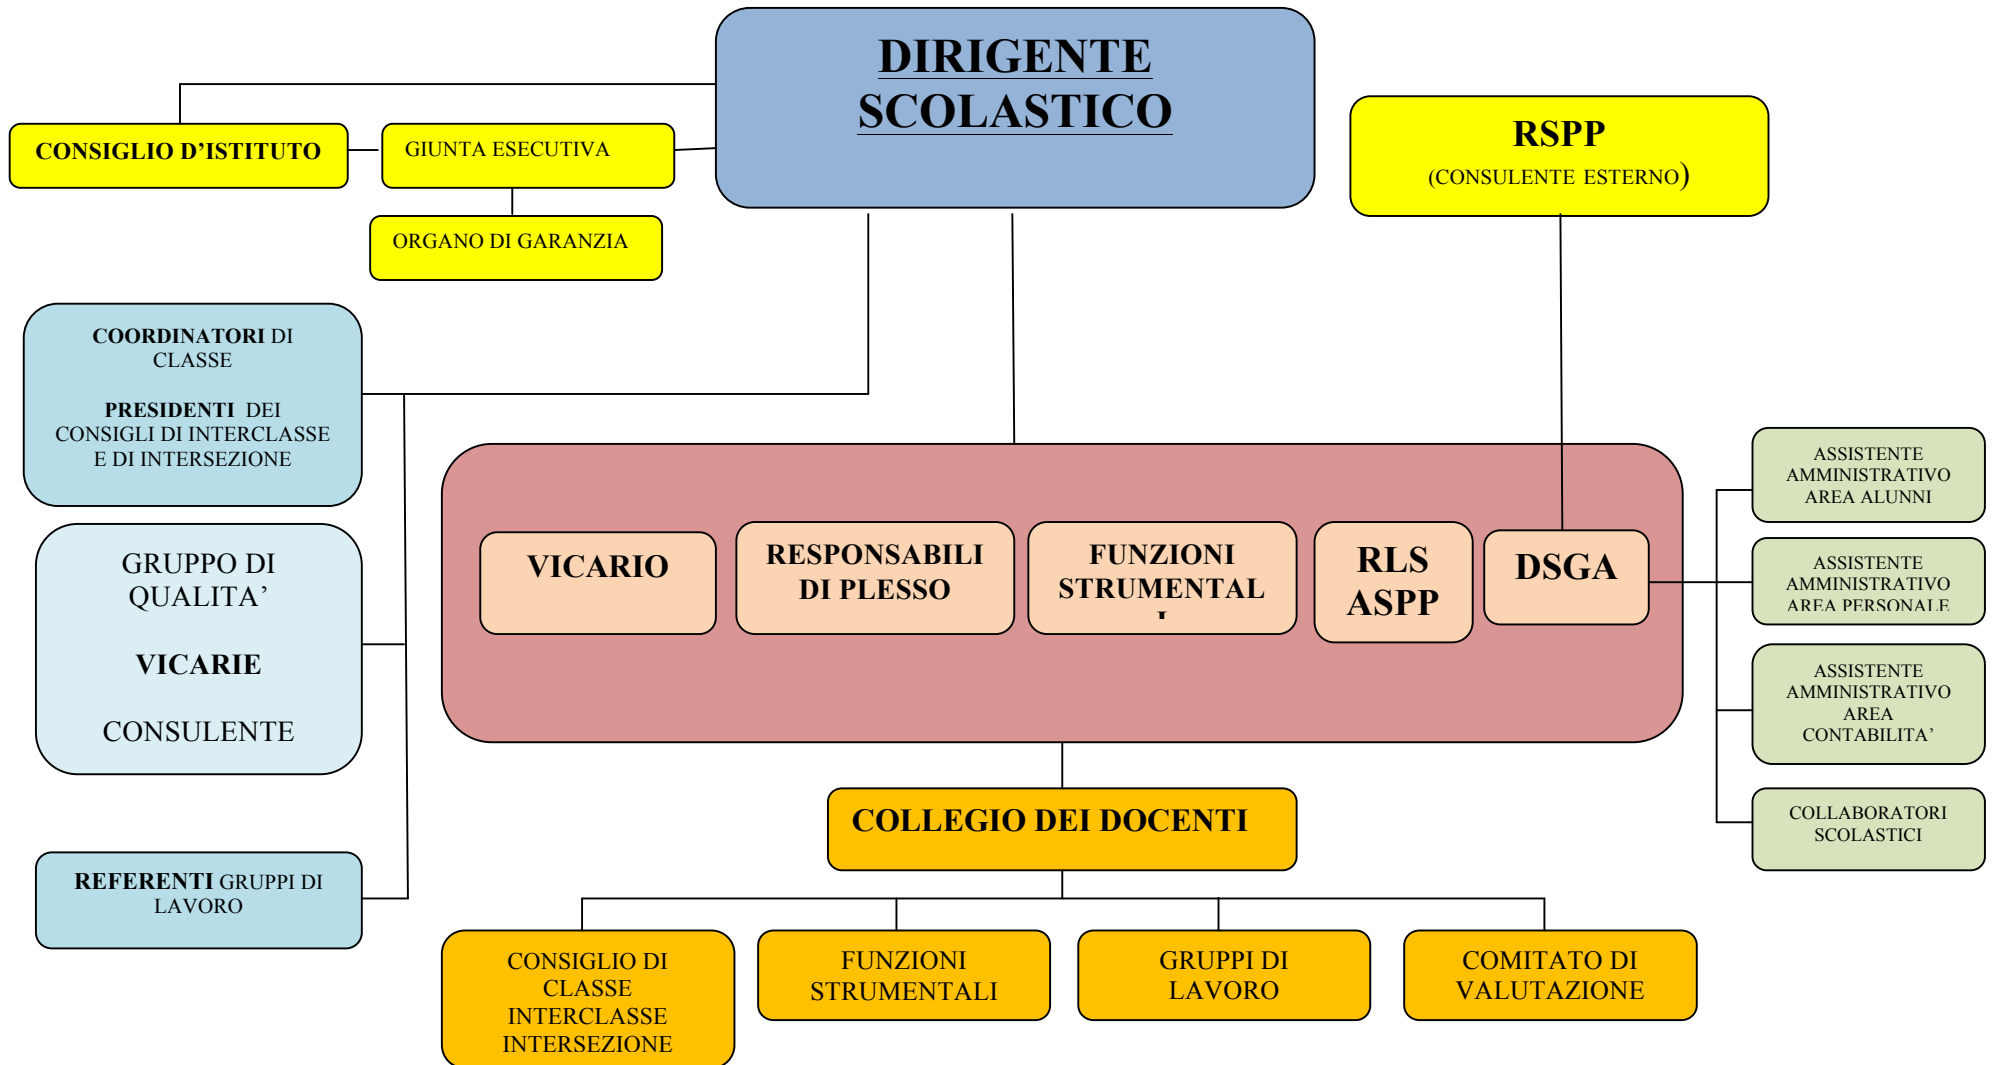 DIRIGENTE
SCOLASTICO
CONSIGLIO D’ISTITUTO
GIUNTA ESECUTIVA
ORGANO DI GARANZIA
RSPP
(CONSULENTE ESTERNO)
COORDINATORI DI
CLASSE
PRESIDENTI DEI
CONSIGLI DI INTERCLASSE
E DI INTERSEZIONE
GRUPPO DI
QUALITA’
VICARIE
CONSULENTE
REFERENTI GRUPPI DI
LAVORO
VICARIO
RESPONSABILI
DI PLESSO
FUNZIONI
STRUMENTAL
I
RLS
ASPP
DSGA
ASSISTENTE
AMMINISTRATIVO
AREA ALUNNI
ASSISTENTE
AMMINISTRATIVO
AREA PERSONALE
ASSISTENTE
AMMINISTRATIVO
AREA
CONTABILITA’
COLLABORATORI
SCOLASTICI
COLLEGIO DEI DOCENTI
CONSIGLIO DI
CLASSE
INTERCLASSE
INTERSEZIONE
FUNZIONI
STRUMENTALI
GRUPPI DI
LAVORO
COMITATO DI
VALUTAZIONE